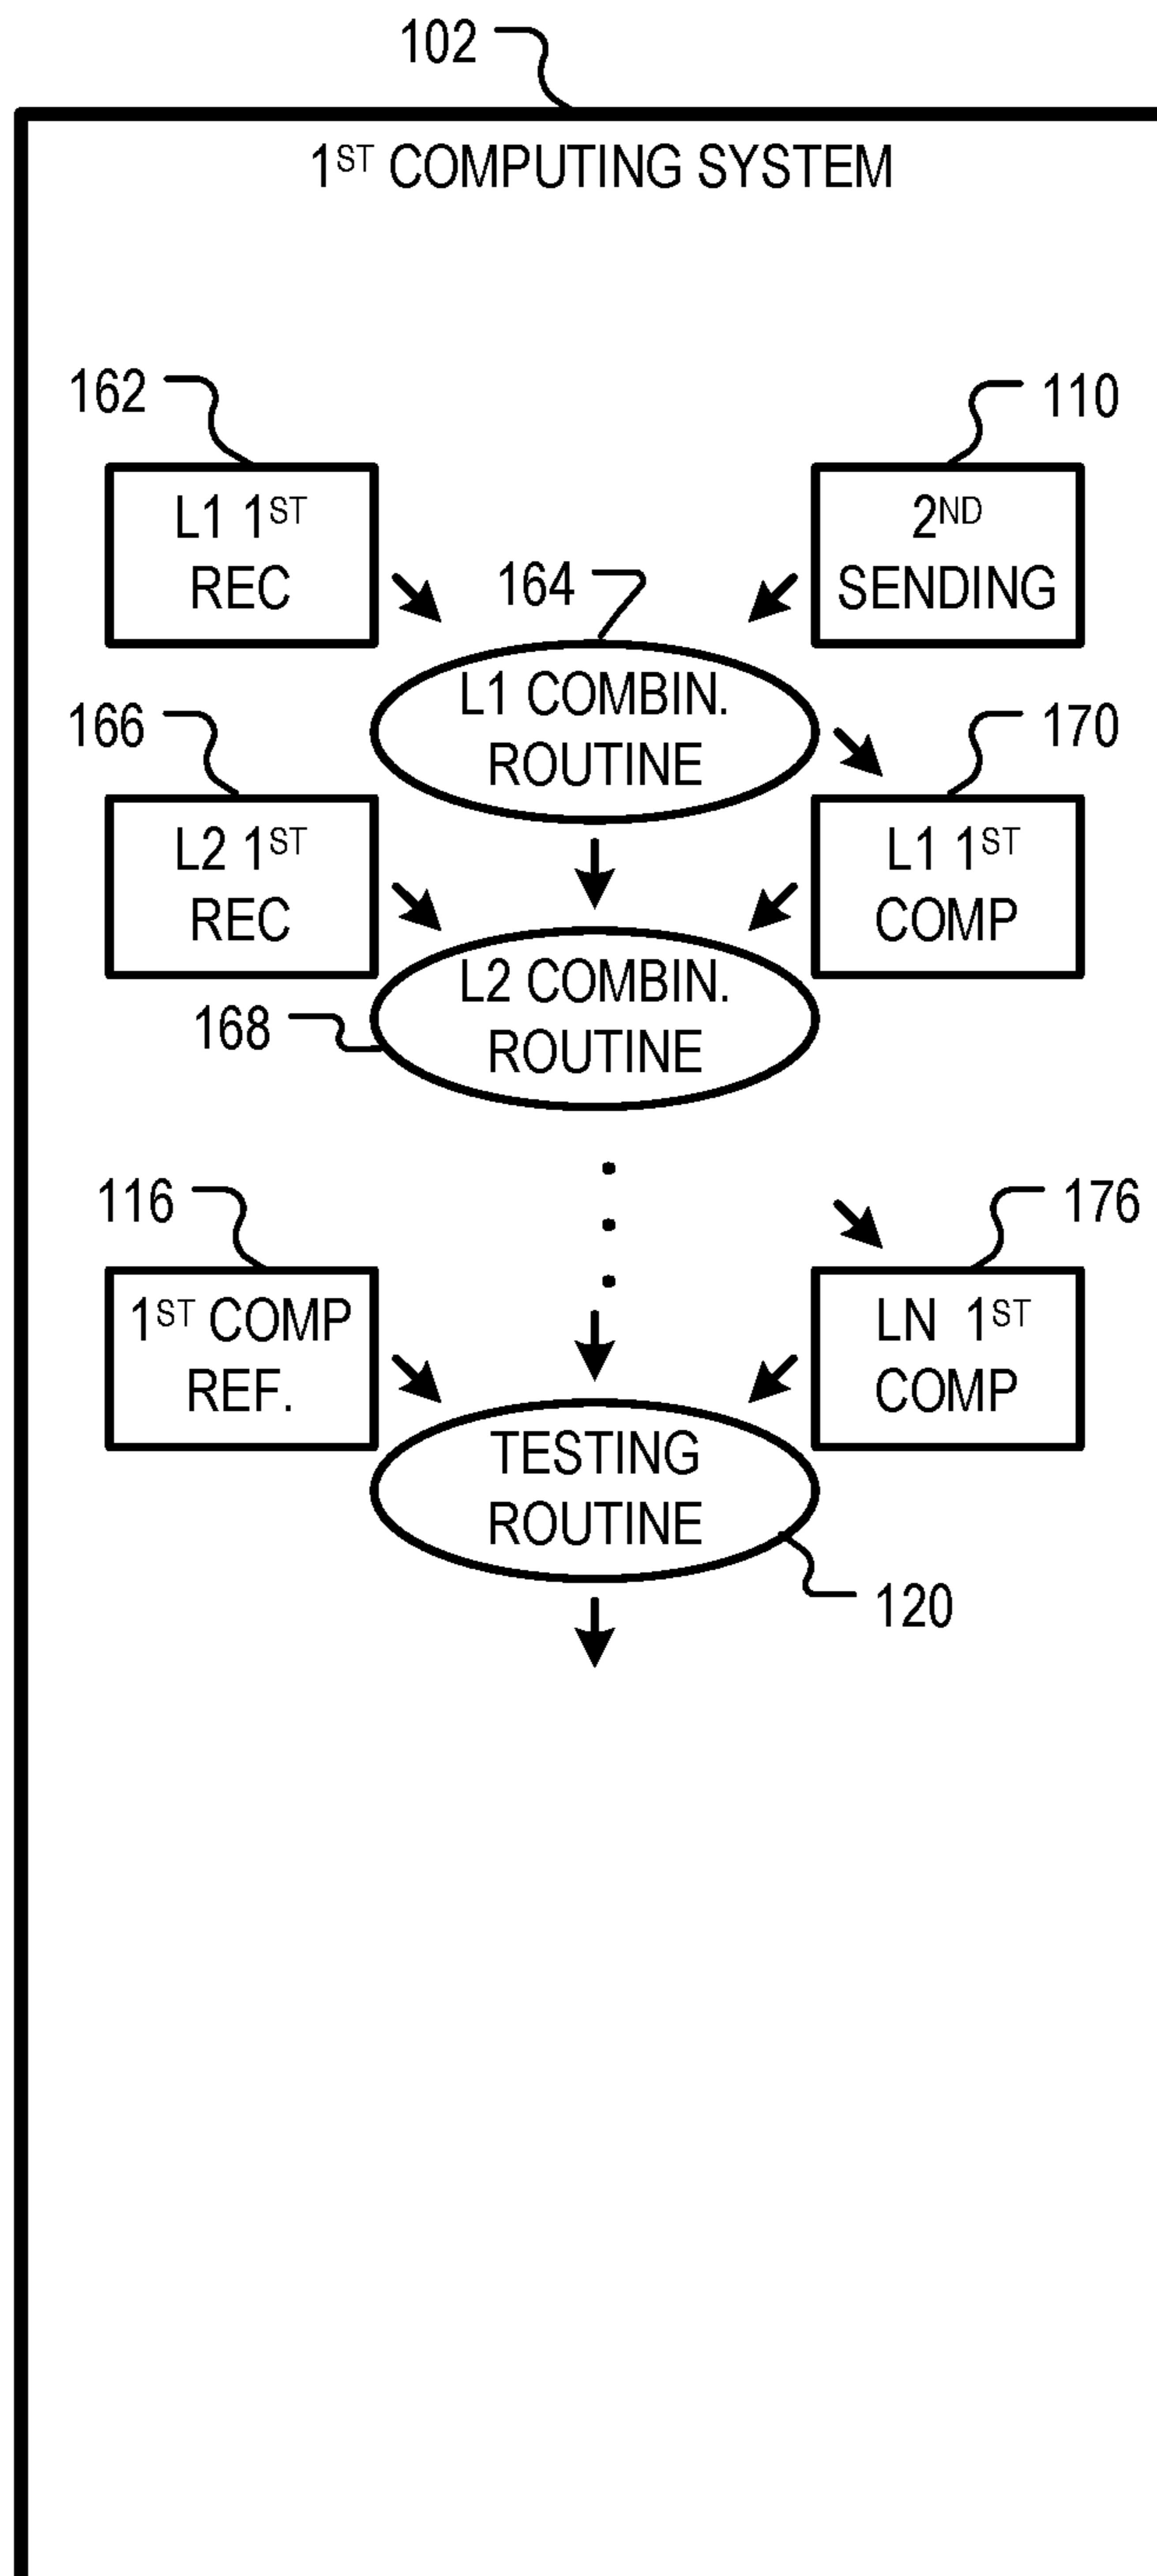 102
1ST COMPUTING SYSTEM
162
110
L1 1ST
REC
2ND
SENDING
164
L1 COMBIN.
ROUTINE
166
170
L2 1ST
REC
L1 1ST
COMP
L2 COMBIN.
ROUTINE
168
116
176
1ST COMP
REF.
LN 1ST
COMP
TESTING
ROUTINE
120